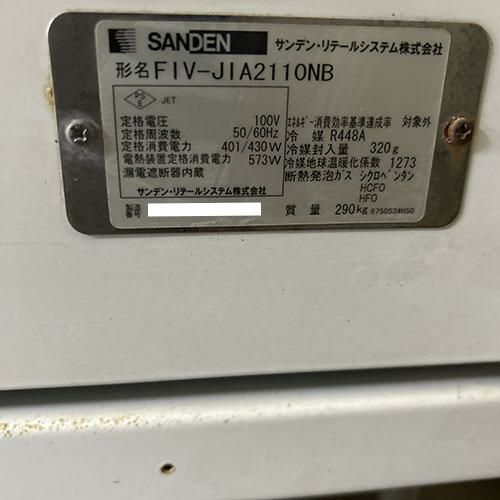 SANDEN サンデン・リテールシステム株式会社
形名 FIV-JIA2110NB
PSE JET
定格電圧 100V
定格周波数 50/60Hz
定格消費電力 401/430W
電熱装置定格消費電力 573W
漏電遮断器内蔵
サンデン・リテールシステム株式会社
ｴﾈﾙｷﾞｰ消費効率基準達成率 対象外
冷 媒 R448A
冷媒封入量 320g
冷媒地球温暖化係数 1273
断熱発泡ガス シクロペンタン
HCFO
HFO
製造番号
質 量 290kg 6750534H5G